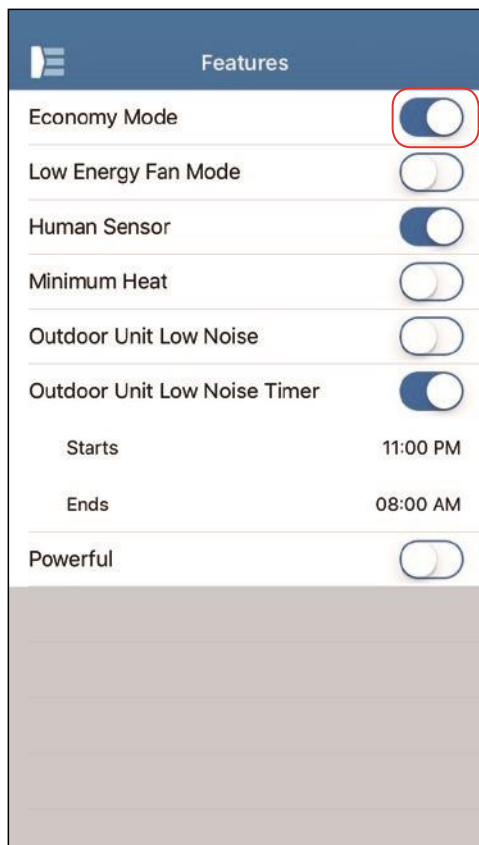 Features
Economy Mode
Low Energy Fan Mode
Human Sensor
Minimum Heat
Outdoor Unit Low Noise
Outdoor Unit Low Noise Timer
Starts 11:00 PM
Ends 08:00 AM
Powerful